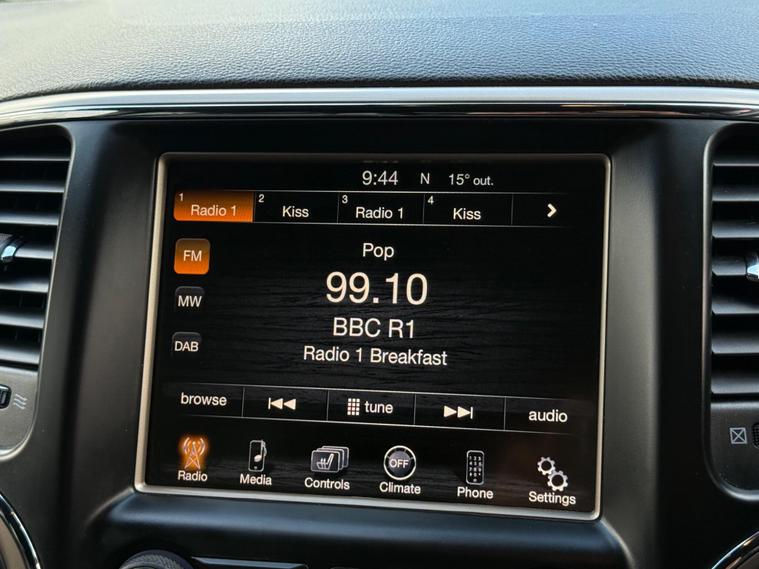 9:44 N 15° out.
1 Radio 1 2 Kiss 3 Radio 1 4 Kiss
Pop
FM
99.10
MW
BBC R1
DAB
Radio 1 Breakfast
browse tune audio
OFF
Radio Media Controls Climate Phone Settings